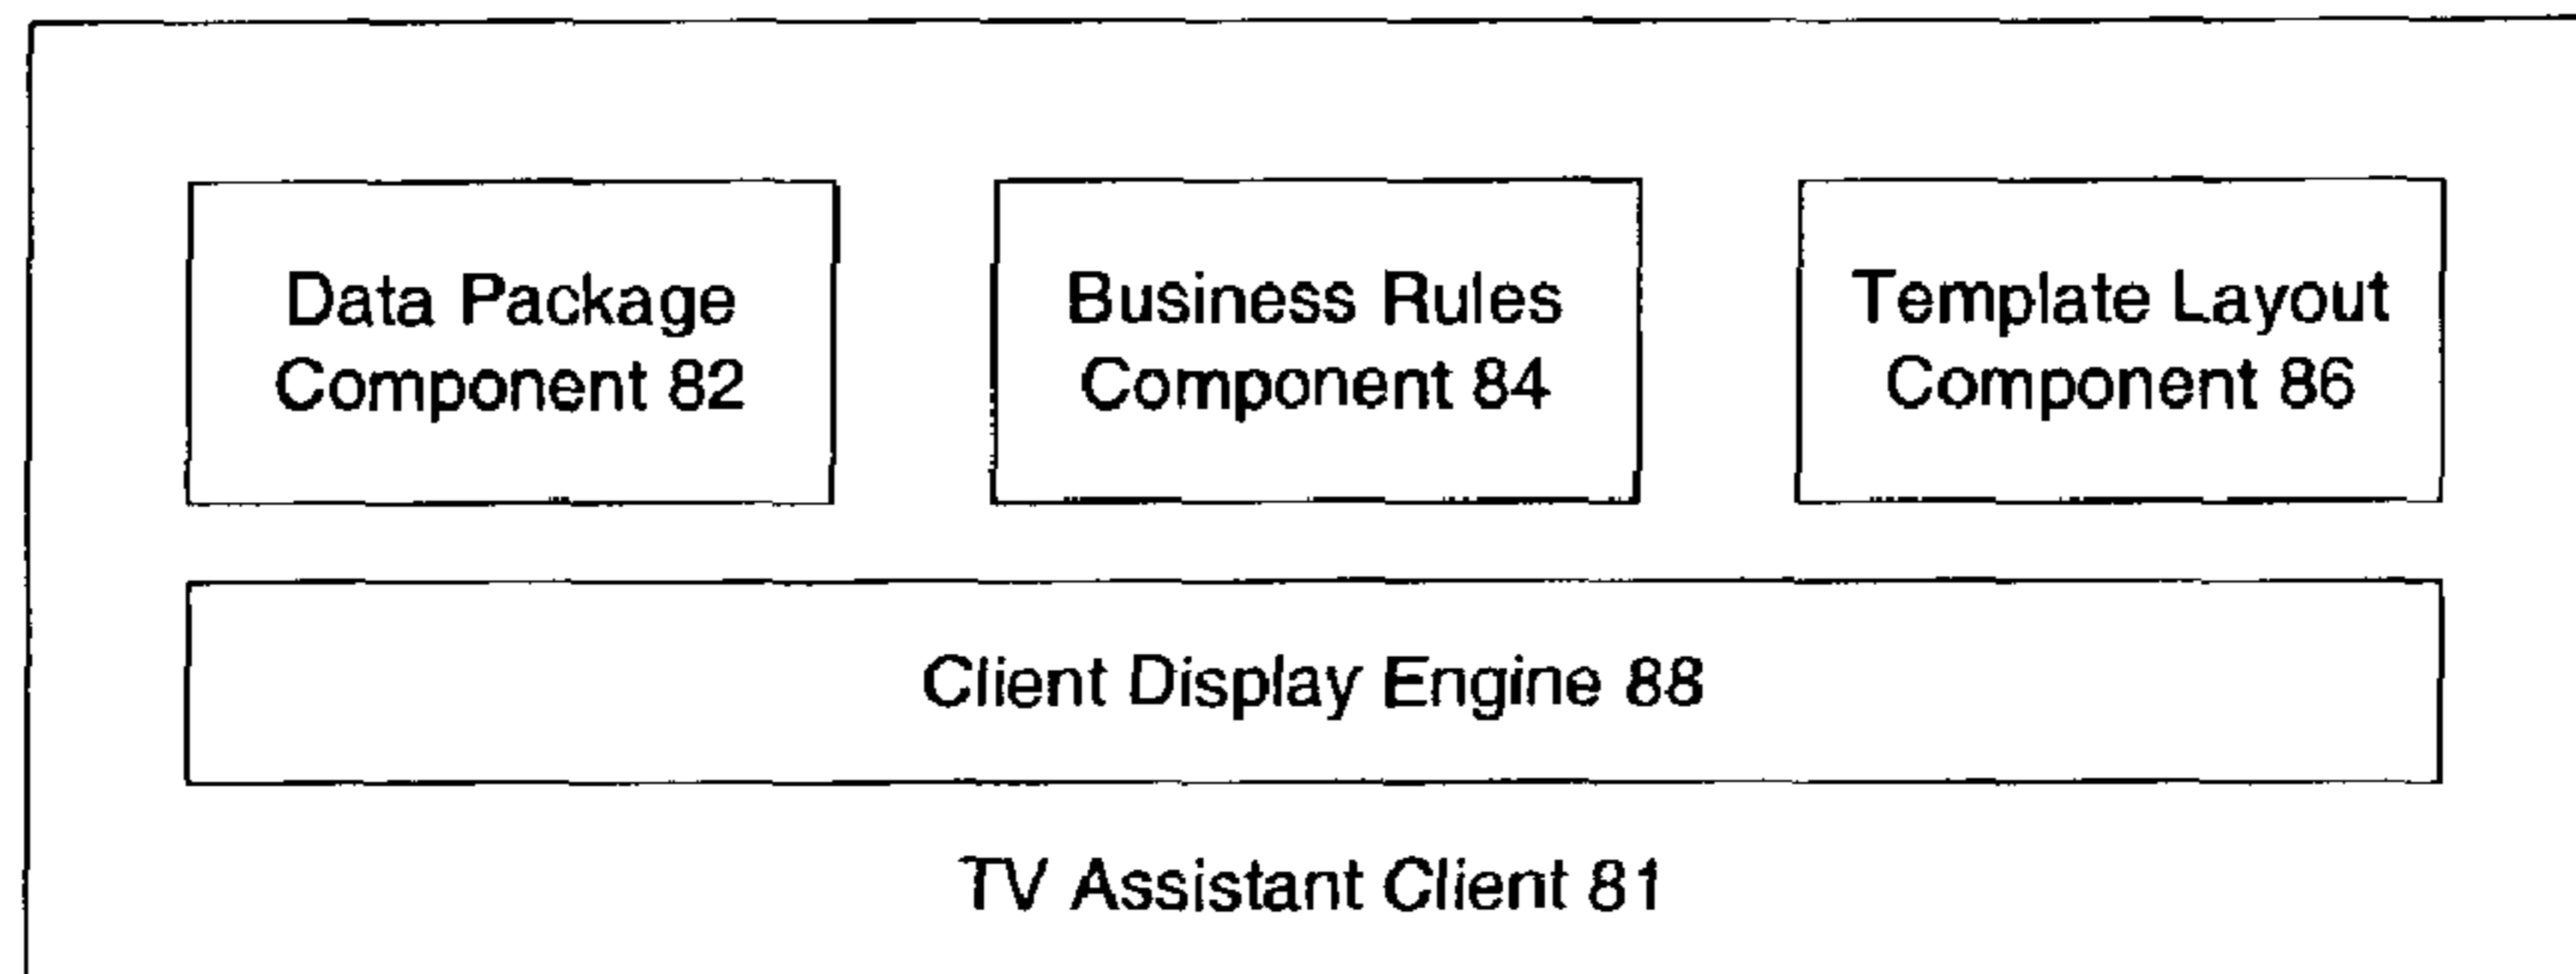 Data Package
Component 82
Business Rules
Component 84
Template Layout
Component 86
Client Display Engine 88
TV Assistant Client 81